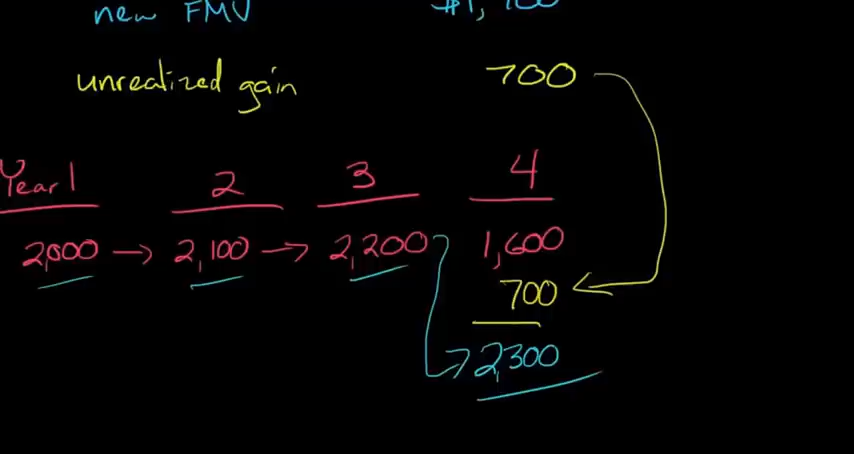 new FMV
unrealized gain 700
Year 1 2 3 4
2,000 → 2,100 → 2,200 1,600
700
2,300